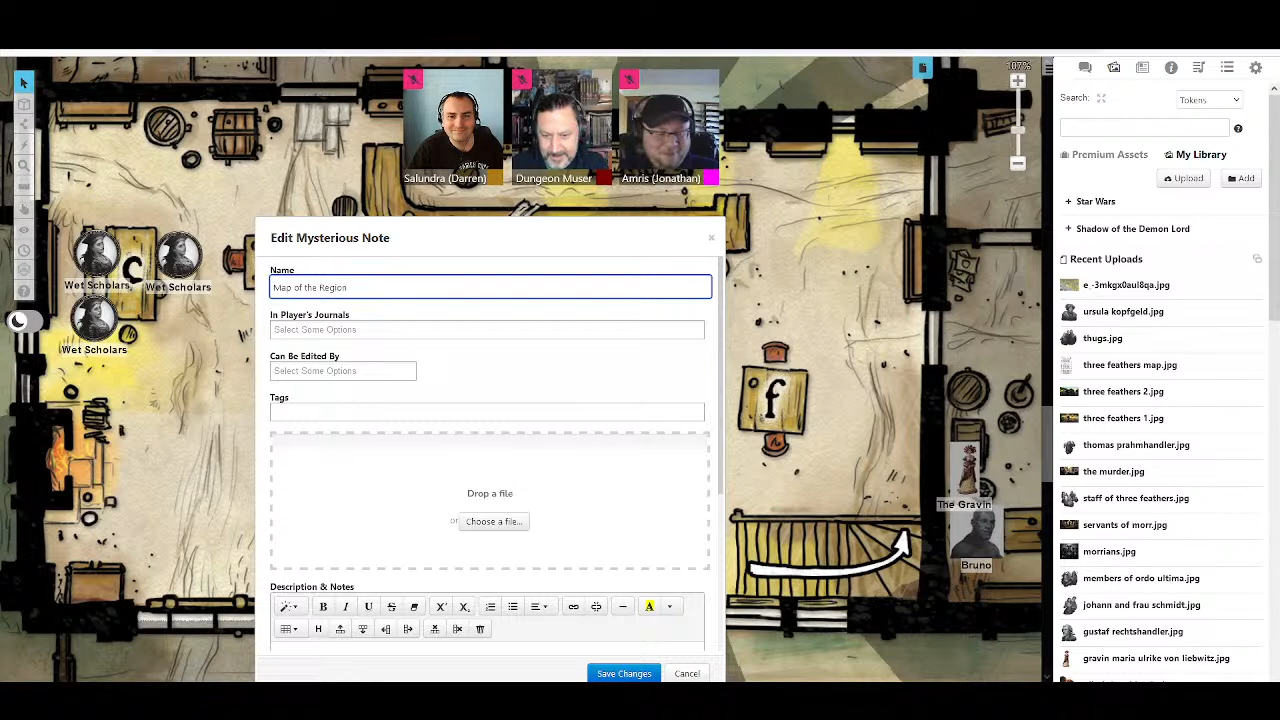 107%
Salundra (Darren)
Dungeon Muser
Amris (Jonathan)
Search:
Tokens
Premium Assets
My Library
Upload
Add
+ Star Wars
+ Shadow of the Demon Lord
Recent Uploads
e_-3mkgx0aul8qa.jpg
ursula kopfgeld.jpg
thugs.jpg
three feathers map.jpg
three feathers 2.jpg
three feathers 1.jpg
thomas prahmhandler.jpg
the murder.jpg
staff of three feathers.jpg
servants of morr.jpg
morrians.jpg
members of ordo ultima.jpg
johann and frau schmidt.jpg
gustaf rechtshandler.jpg
gravin maria ulrike von liebwitz.jpg
c
Wet Scholars
Wet Scholars
Wet Scholars
f
The Gravin
Bruno
Edit Mysterious Note
×
Name
Map of the Region
In Player's Journals
Select Some Options
Can Be Edited By
Select Some Options
Tags
Drop a file
or Choose a file...
Description & Notes
B I U S X² X₂ A
H
Save Changes
Cancel